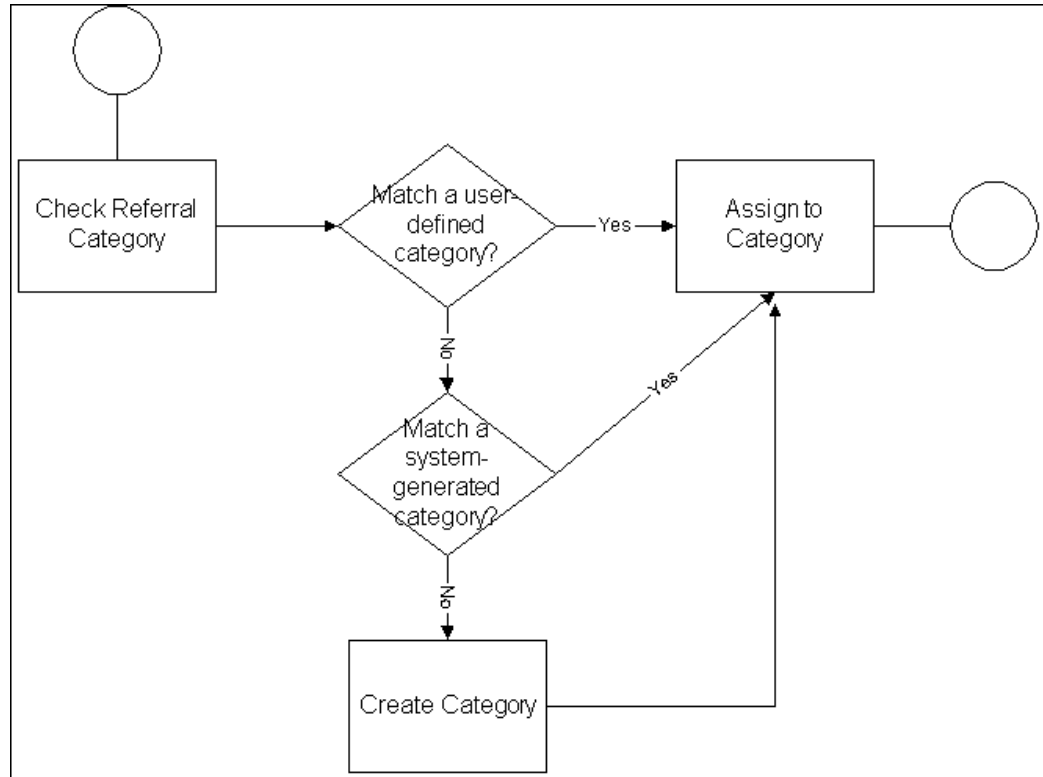 Check Referral
Category
Match a user-
defined
category?
Yes
Assign to
Category
No
Match a
system-
generated
category?
Yes
No
Create Category